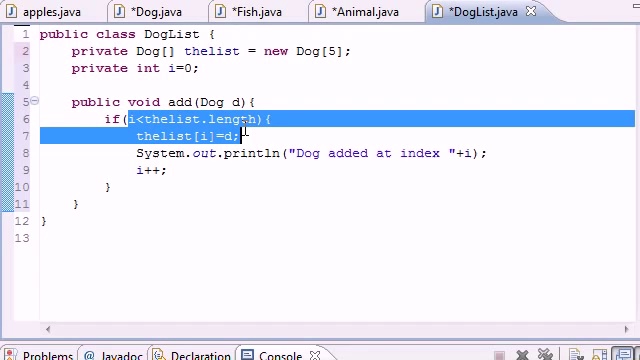 apples.java *Dog.java *Fish.java *Animal.java *DogList.java
1 public class DogList {
2 private Dog[] thelist = new Dog[5];
3 private int i=0;
4
5 public void add(Dog d){
6 if(i<thelist.length){
7 thelist[i]=d;
8 System.out.println("Dog added at index "+i);
9 i++;
10 }
11 }
12 }
13
Problems @ Javadoc Declaration Console